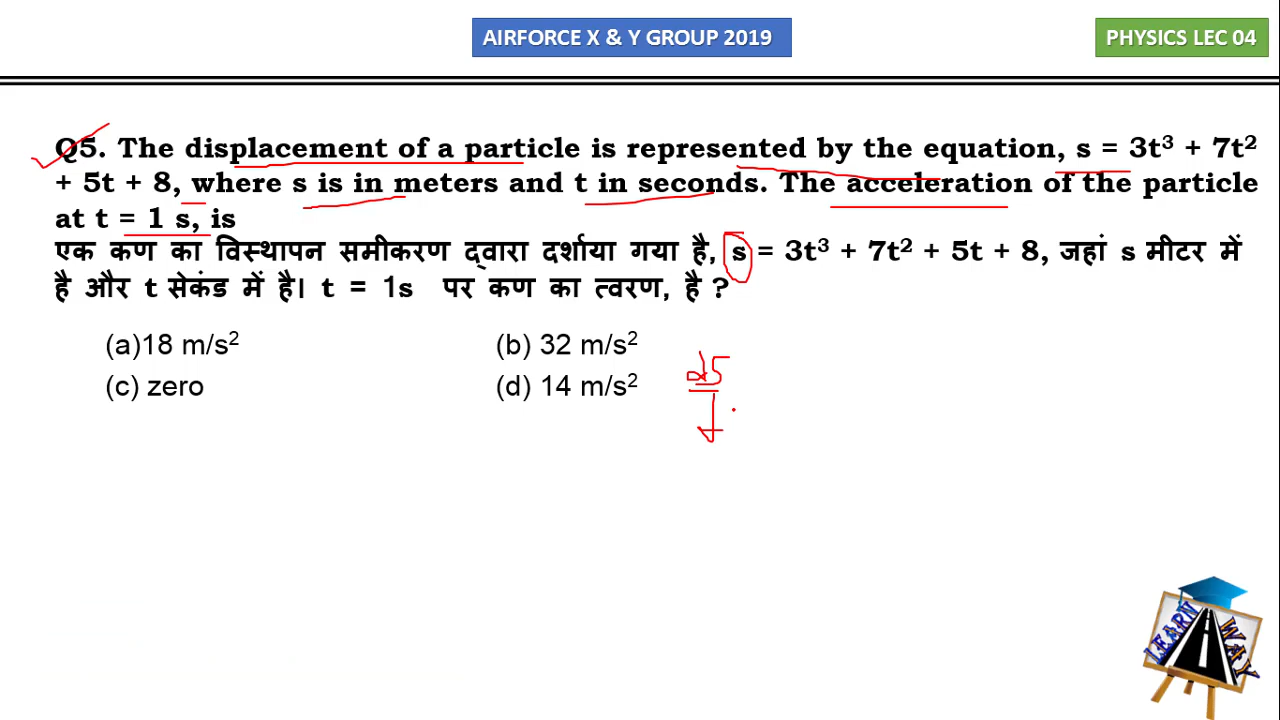 AIRFORCE X & Y GROUP 2019
PHYSICS LEC 04
Q5. The displacement of a particle is represented by the equation, s = 3t³ + 7t²
+ 5t + 8, where s is in meters and t in seconds. The acceleration of the particle
at t = 1 s, is
एक कण का विस्थापन समीकरण द्वारा दर्शाया गया है, s = 3t³ + 7t² + 5t + 8, जहां s मीटर में
है और t सेकंड में है। t = 1s पर कण का त्वरण, है ?
(a)18 m/s²
(b) 32 m/s²
(c) zero
(d) 14 m/s²
LEARN WAY